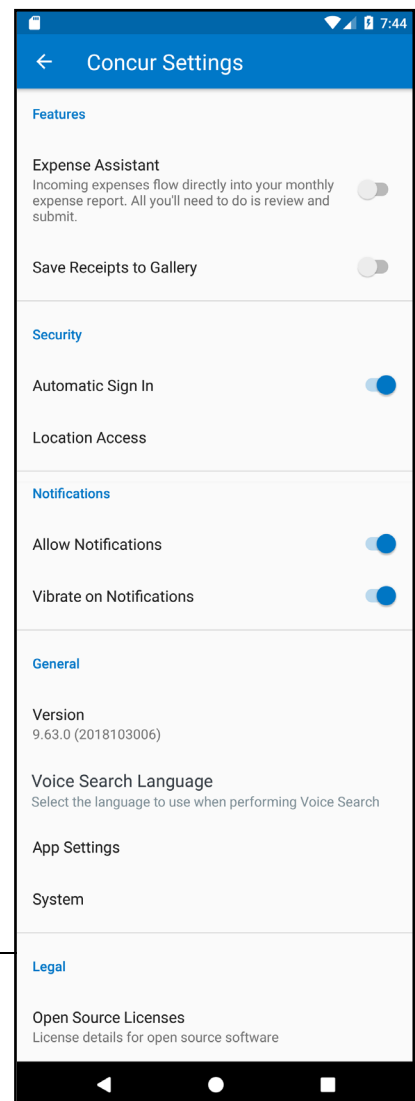 7:44
Concur Settings
Features
Expense Assistant
Incoming expenses flow directly into your monthly
expense report. All you'll need to do is review and
submit.
Save Receipts to Gallery
Security
Automatic Sign In
Location Access
Notifications
Allow Notifications
Vibrate on Notifications
General
Version
9.63.0 (2018103006)
Voice Search Language
Select the language to use when performing Voice Search
App Settings
System
Legal
Open Source Licenses
License details for open source software